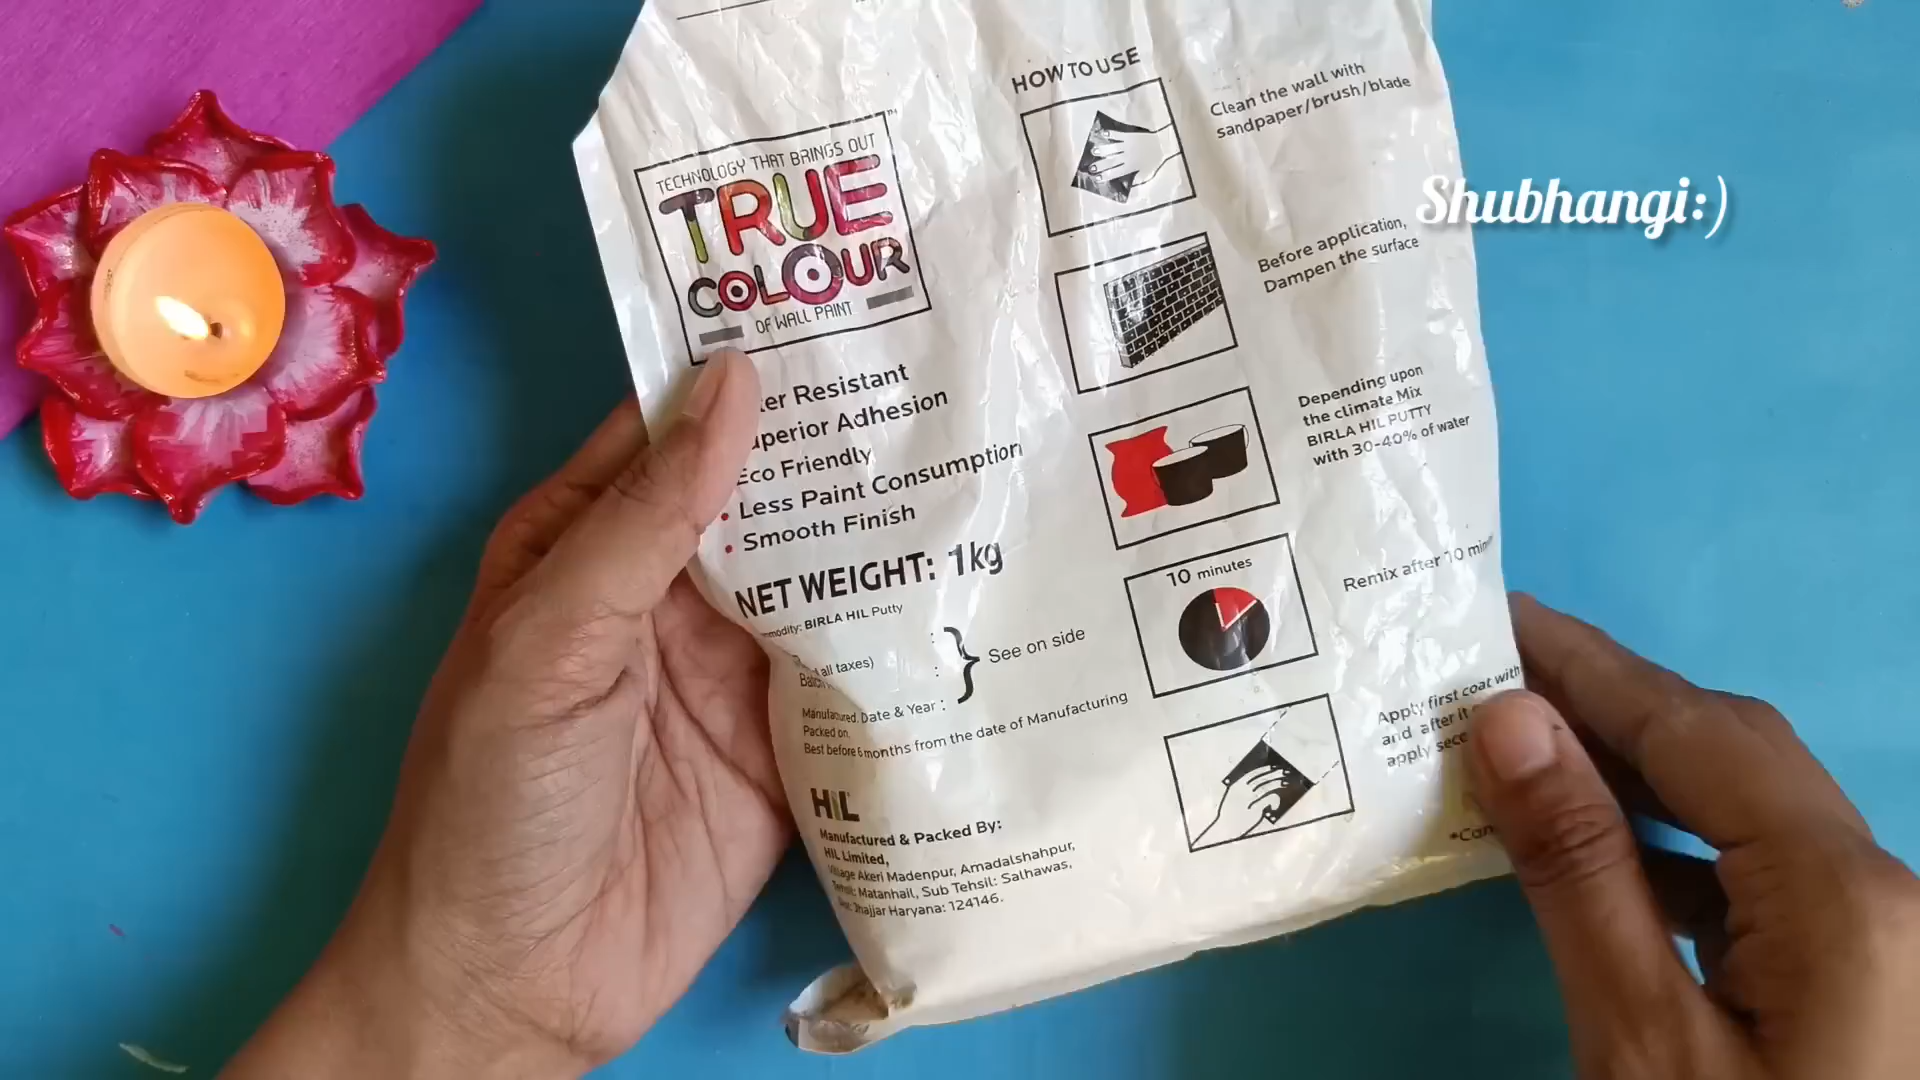 TECHNOLOGY THAT BRINGS OUT
TRUE
COLOUR
OF WALL PAINT
Resistant
Adhesion
Eco Friendly
• Less Paint Consumption
• Smooth Finish
NET WEIGHT: 1kg
BIRLA HIL Putty
all taxes)
See on side
Manufactured. Date & Year :
Packed on.
Best before 6 months from the date of Manufacturing
HIL
Manufactured & Packed By:
HIL Limited,
Village Akeri Madenpur, Amadalshahpur,
Tehsil: Matanhail, Sub Tehsil: Salhawas,
Dist: Jhajjar Haryana: 124146.
HOW TO USE
Clean the wall with
sandpaper/brush/blade
Before application,
Dampen the surface
Depending upon
the climate Mix
BIRLA HIL PUTTY
with 30-40% of water
10 minutes
Remix after 10
Apply first coat with
and after it
apply
Shubhangi:)